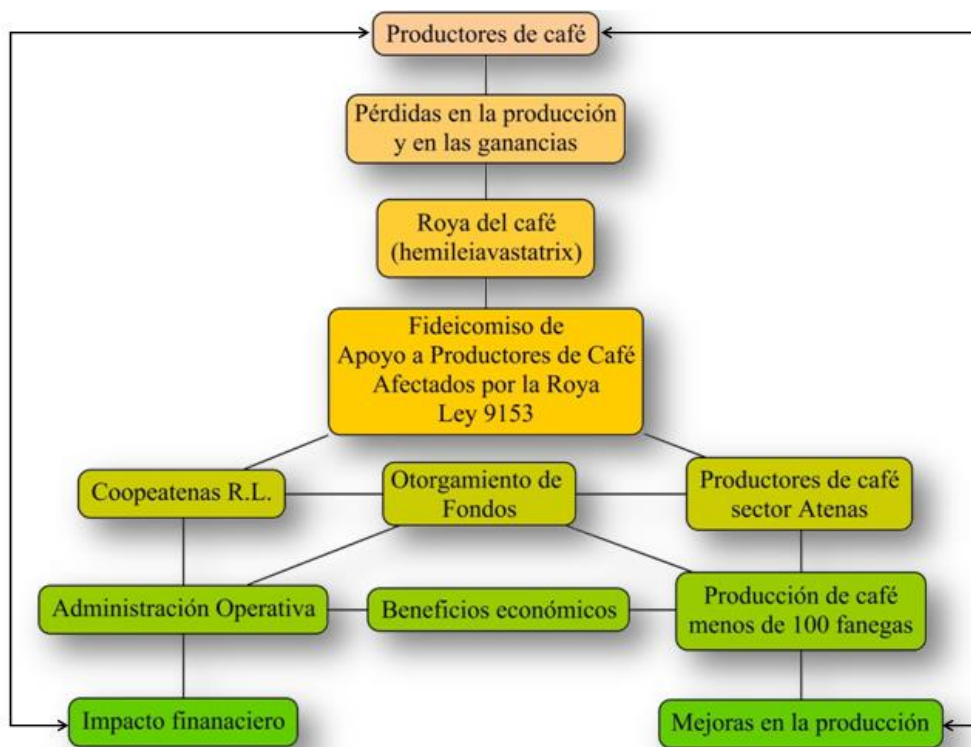 Productores de café
Pérdidas en la producción
y en las ganancias
Roya del café
(hemileiavastatrix)
Fideicomiso de
Apoyo a Productores de Café
Afectados por la Roya
Ley 9153
Coopeatenas R.L.
Otorgamiento de
Fondos
Productores de café
sector Atenas
Administración Operativa
Beneficios económicos
Producción de café
menos de 100 fanegas
Impacto finanaciero
Mejoras en la producción